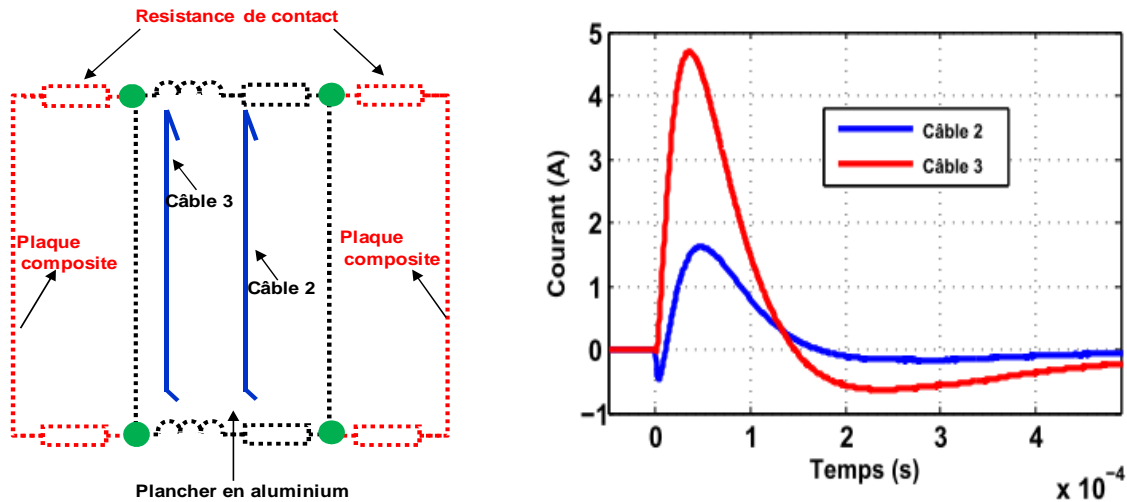 Resistance de contact
Câble 3
Plaque
composite
Plaque
composite
Câble 2
Plancher en aluminium
Courant (A)
5
4
3
2
1
0
−1
Câble 2
Câble 3
0
1
2
3
4
Temps (s)
x 10⁻⁴